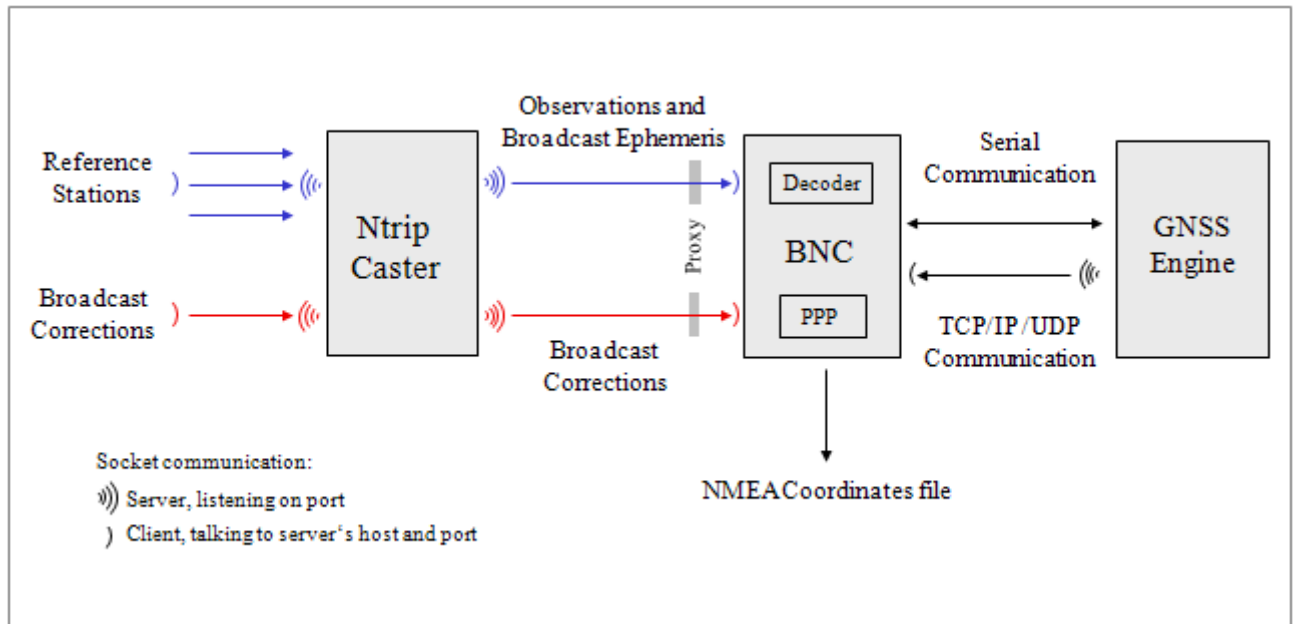 Observations and
Broadcast Ephemeris
Reference
Stations
Ntrip
Caster
Proxy
Decoder
BNC
PPP
Serial
Communication
GNSS
Engine
Broadcast
Corrections
Broadcast
Corrections
TCP/IP /UDP
Communication
Socket communication:
Server, listening on port
Client, talking to server‘s host and port
NMEA Coordinates file